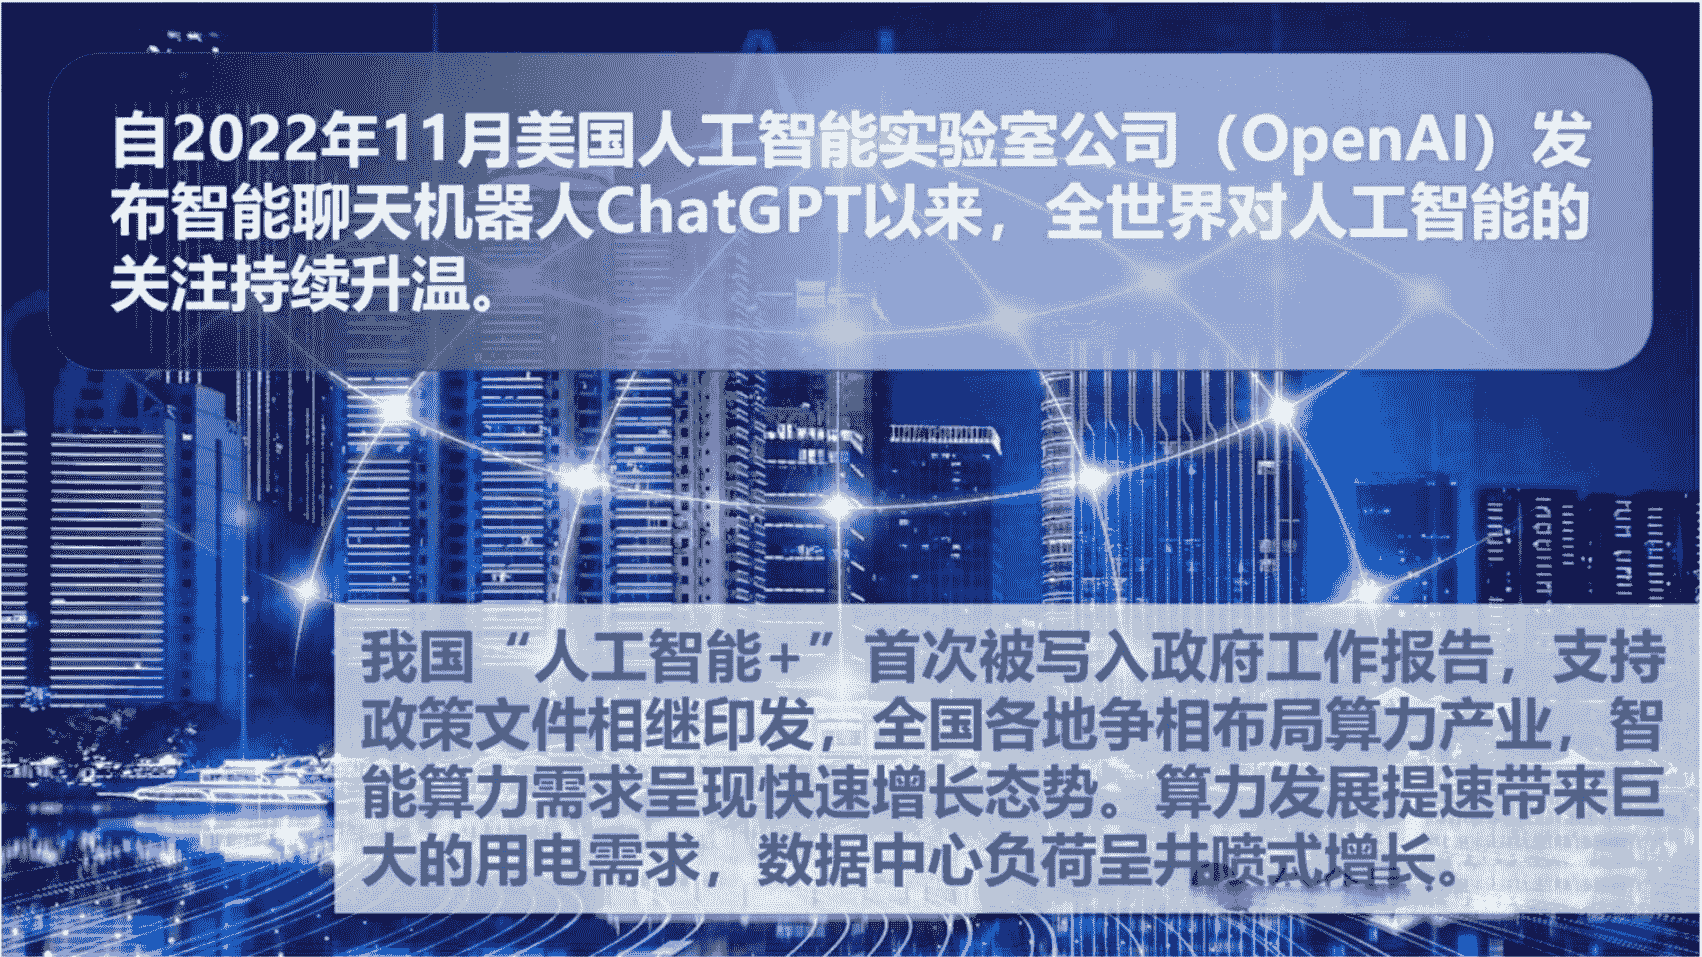 自2022年11月美国人工智能实验室公司（OpenAI）发
布智能聊天机器人ChatGPT以来，全世界对人工智能的
关注持续升温。
我国“人工智能+”首次被写入政府工作报告，支持
政策文件相继印发，全国各地争相布局算力产业，智
能算力需求呈现快速增长态势。算力发展提速带来巨
大的用电需求，数据中心负荷呈井喷式增长。